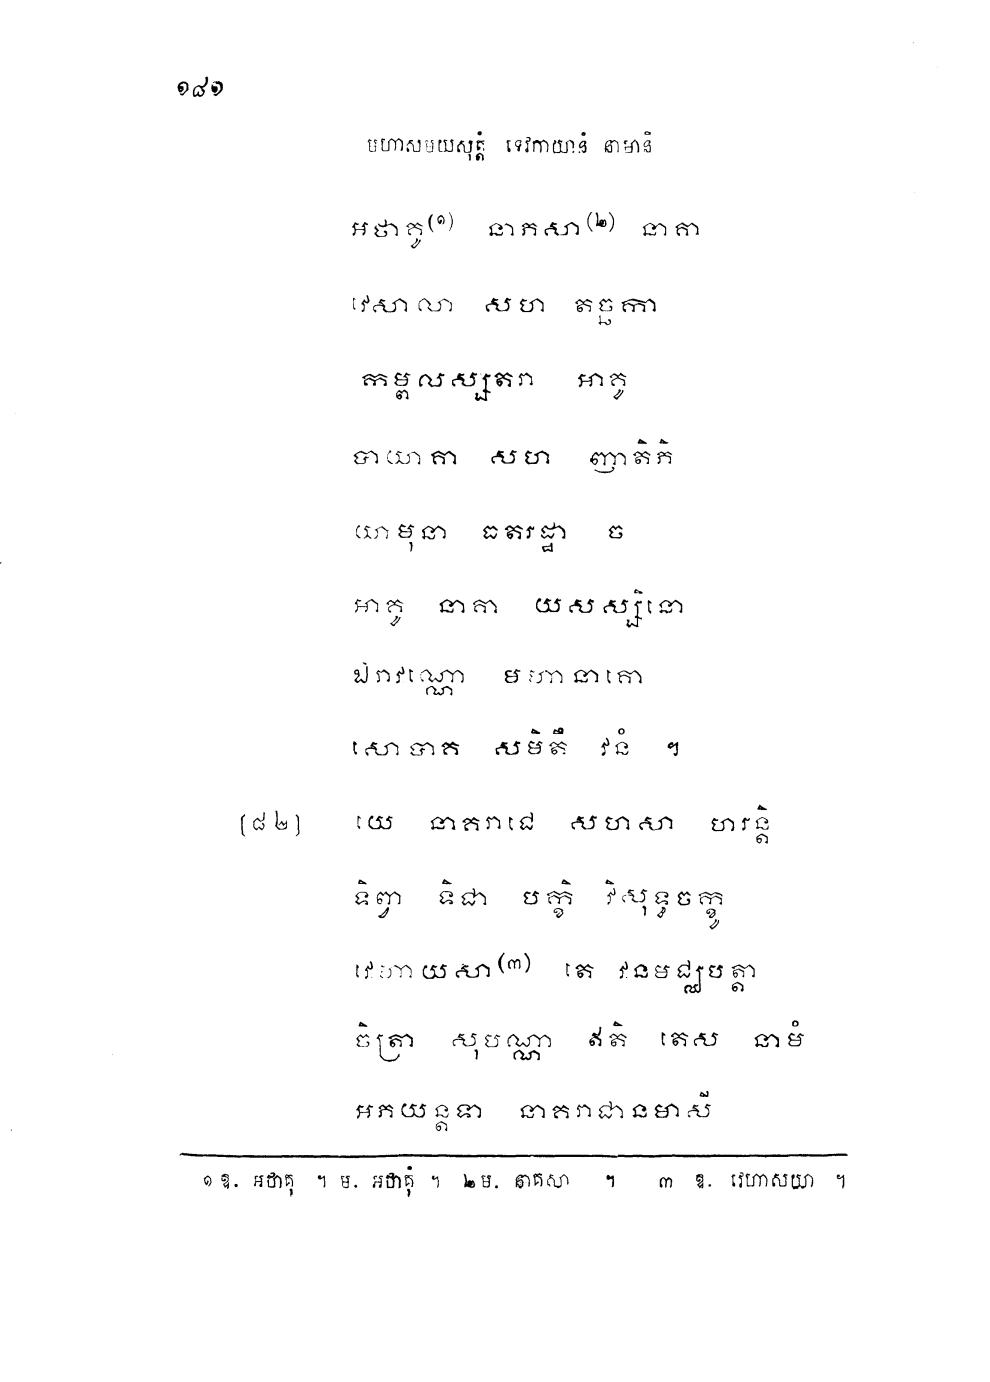 ១៨១
មហាសមយសុត្តំ ទេវកាយានំ នាមានិ
អថាគូ(១) នាគសា(២) នាគា
វេសាលា សហ តច្ឆកា
កម្ពលស្សតរា អាគូ
បាយាគា សហ ញាតិភិ
យាមុនា ធតរដ្ឋា ច
អាគូ នាគា យសស្សិនោ
ឯរាវណ្ណោ មហានាគោ
សោបាគ សមិតឹ វនំ ។
(៨២) យេ នាគរាជេ សហសា ហរន្តិ
ទិព្វា ទិជា បក្ខិ វិសុទ្ធចក្ខូ
វេហាយសា(៣) តេ វនមជ្ឈបត្តា
ចិត្រា សុបណ្ណា ឥតិ តេស នាមំ
អភយន្តទា នាគរាជានមាសី
១ ឱ. អថាគុ ។ ម. អថាគុំ ។ ២ ម. នាគសា ។ ៣ ឱ. វេហាសយា ។